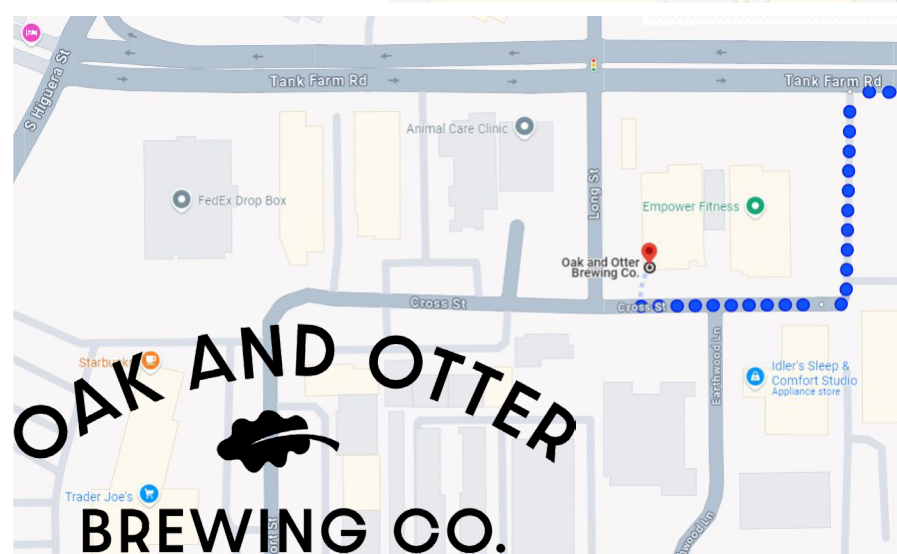 S Higuera St
Tank Farm Rd
Tank Farm Rd
Animal Care Clinic
Long St
FedEx Drop Box
Empower Fitness
Oak and Otter
Brewing Co.
Cross St
Cross St
Earthwood Ln
Starbucks
Idler's Sleep &
Comfort Studio
Appliance store
OAK AND OTTER
Trader Joe's
BREWING CO.